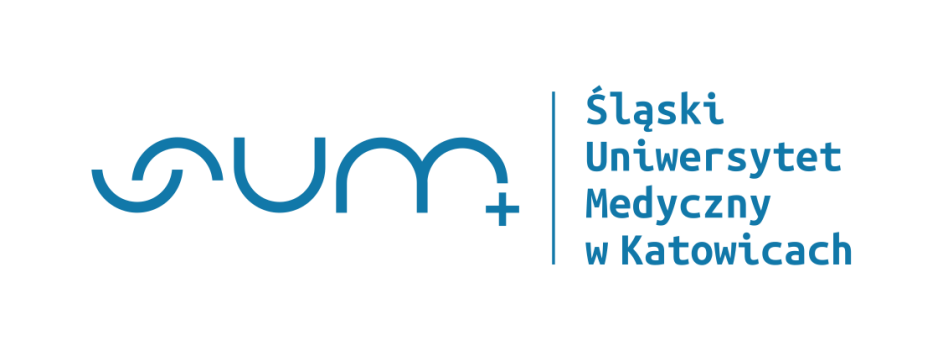 sum
Śląski
Uniwersytet
Medyczny
w Katowicach